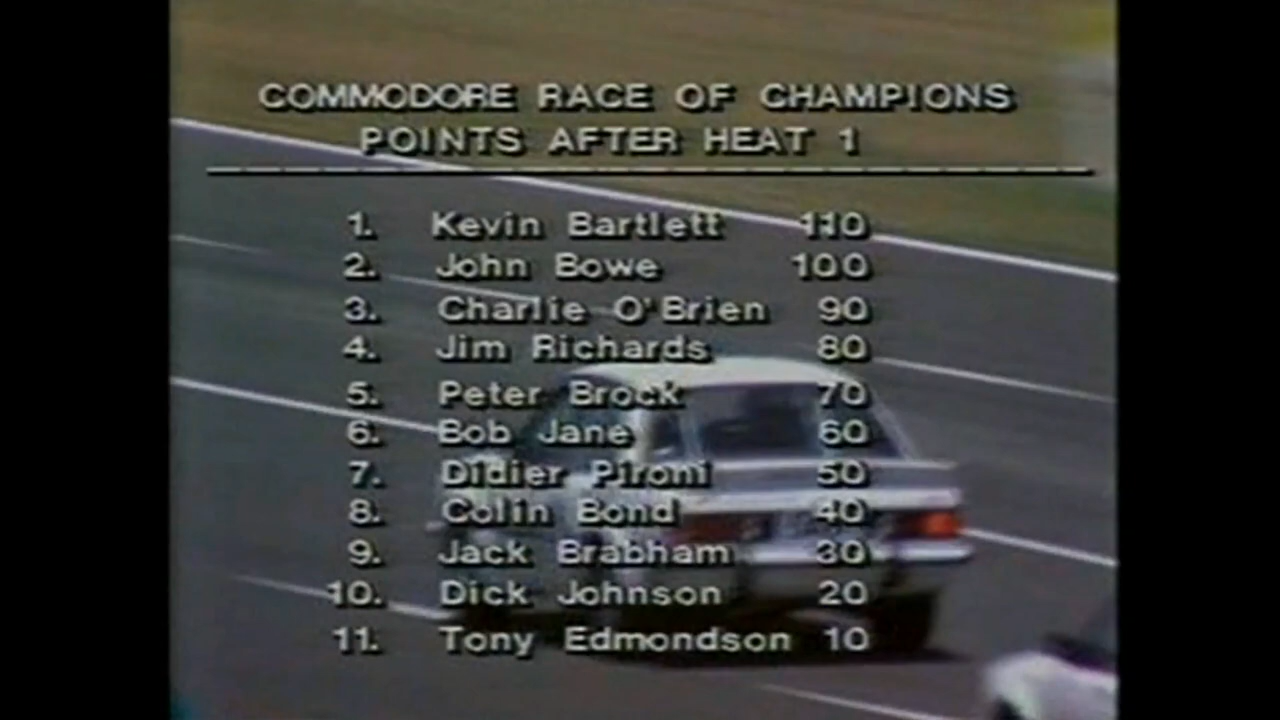 COMMODORE RACE OF CHAMPIONS
POINTS AFTER HEAT 1
1. Kevin Bartlett 110
2. John Bowe 100
3. Charlie O'Brien 90
4. Jim Richards 80
5. Peter Brock 70
6. Bob Jane 60
7. Didier Pironi 50
8. Colin Bond 40
9. Jack Brabham 30
10. Dick Johnson 20
11. Tony Edmondson 10